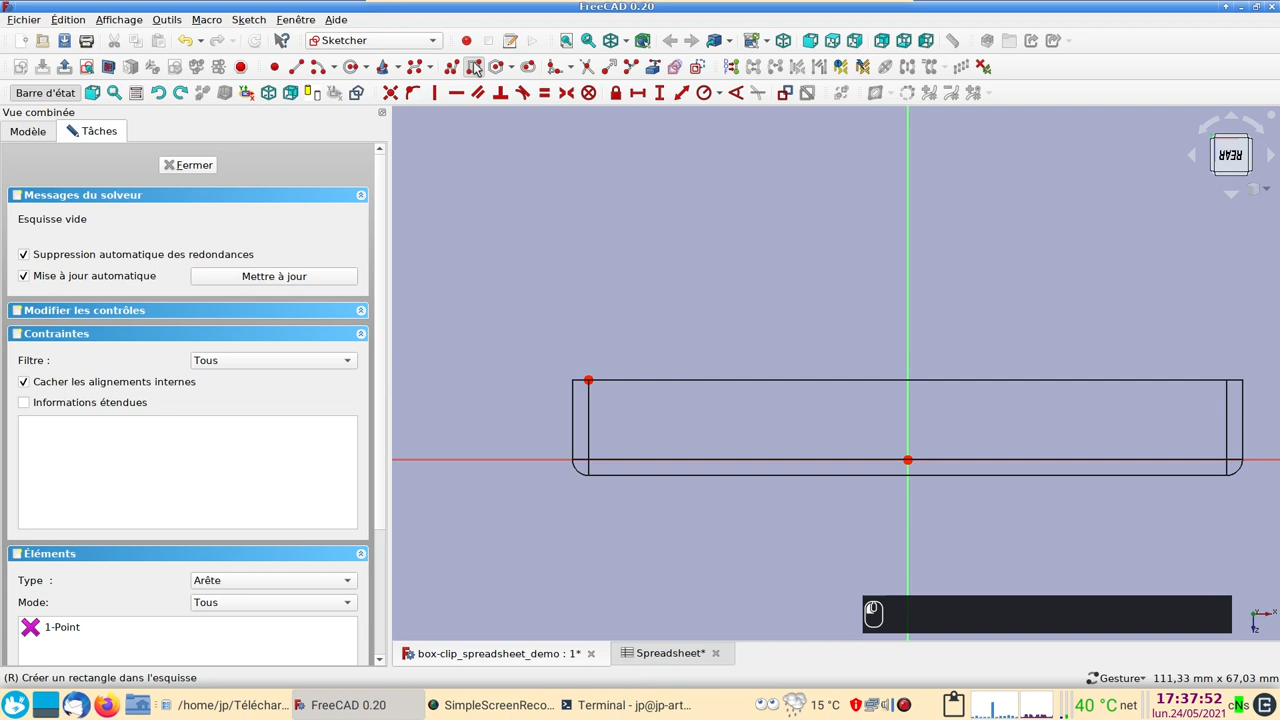 FreeCAD 0.20
Fichier Édition Affichage Outils Macro Sketch Fenêtre Aide
Sketcher
Barre d'état
Vue combinée
Modèle Tâches
Fermer
Messages du solveur
Esquisse vide
Suppression automatique des redondances
Mise à jour automatique Mettre à jour
Modifier les contrôles
Contraintes
Filtre : Tous
Cacher les alignements internes
Informations étendues
Éléments
Type : Arête
Mode: Tous
1-Point
REAR
x
z
box-clip_spreadsheet_demo : 1* Spreadsheet*
(R) Créer un rectangle dans l'esquisse Gesture 111,33 mm x 67,03 mm
/home/jp/Téléchar... FreeCAD 0.20 SimpleScreenReco... Terminal - jp@jp-art... 15 °C 40 °C net 17:37:52
lun.24/05/2021
cNs